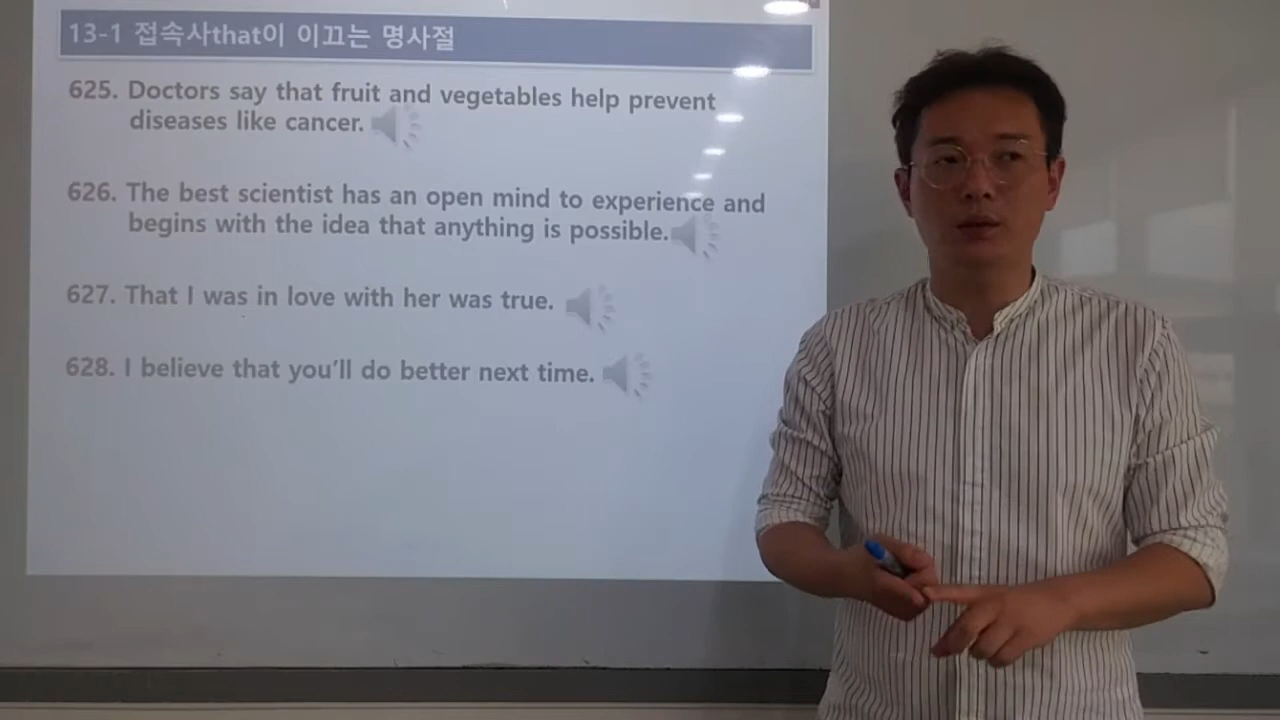 13-1 접속사that이 이끄는 명사절
625. Doctors say that fruit and vegetables help prevent
diseases like cancer.
626. The best scientist has an open mind to experience and
begins with the idea that anything is possible.
627. That I was in love with her was true.
628. I believe that you'll do better next time.